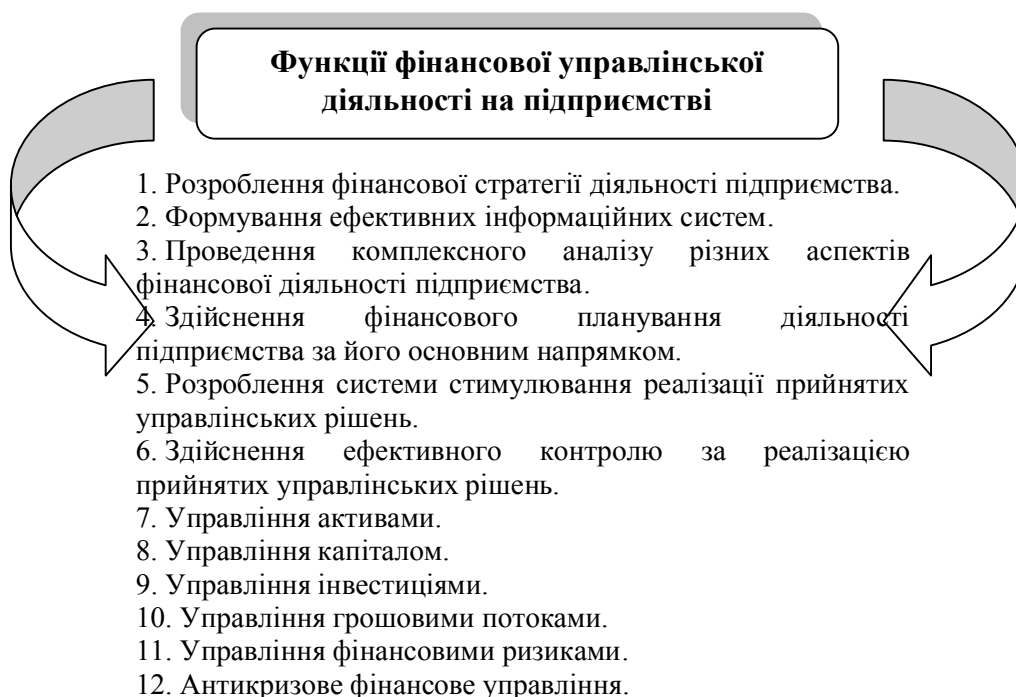 Функції фінансової управлінської
діяльності на підприємстві
1. Розроблення фінансової стратегії діяльності підприємства.
2. Формування ефективних інформаційних систем.
3. Проведення комплексного аналізу різних аспектів
фінансової діяльності підприємства.
4. Здійснення фінансового планування діяльності
підприємства за його основним напрямком.
5. Розроблення системи стимулювання реалізації прийнятих
управлінських рішень.
6. Здійснення ефективного контролю за реалізацією
прийнятих управлінських рішень.
7. Управління активами.
8. Управління капіталом.
9. Управління інвестиціями.
10. Управління грошовими потоками.
11. Управління фінансовими ризиками.
12. Антикризове фінансове управління.